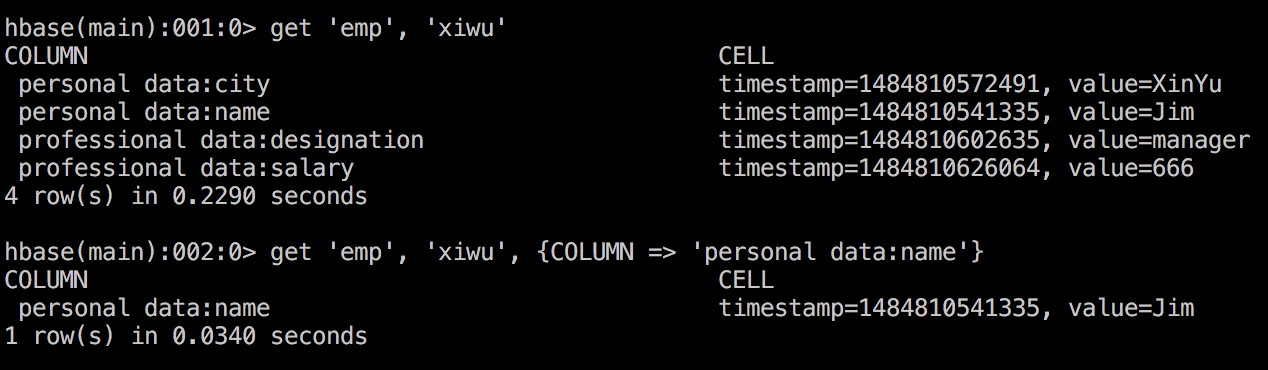 hbase(main):001:0> get 'emp', 'xiwu'
COLUMN CELL
personal data:city timestamp=1484810572491, value=XinYu
personal data:name timestamp=1484810541335, value=Jim
professional data:designation timestamp=1484810602635, value=manager
professional data:salary timestamp=1484810626064, value=666
4 row(s) in 0.2290 seconds
hbase(main):002:0> get 'emp', 'xiwu', {COLUMN => 'personal data:name'}
COLUMN CELL
personal data:name timestamp=1484810541335, value=Jim
1 row(s) in 0.0340 seconds